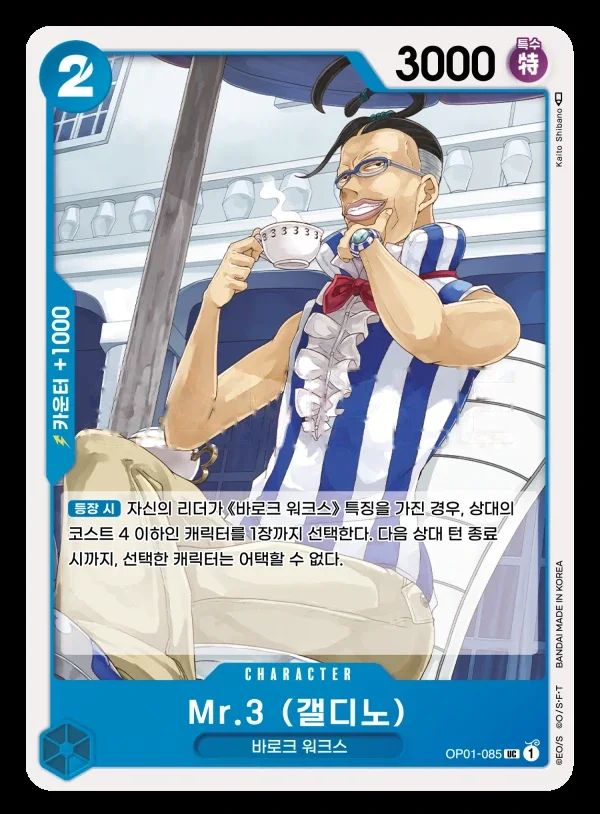 2
3000
특수
特
Kaito Shibano
카운터 +1000
등장 시 자신의 리더가 《바로크 워크스》 특징을 가진 경우, 상대의
코스트 4 이하인 캐릭터를 1장까지 선택한다. 다음 상대 턴 종료
시까지, 선택한 캐릭터는 어택할 수 없다.
CHARACTER
Mr.3 (갤디노)
바로크 워크스
OP01-085 UC 1
©EO/S ©O/S·F·T BANDAI MADE IN KOREA